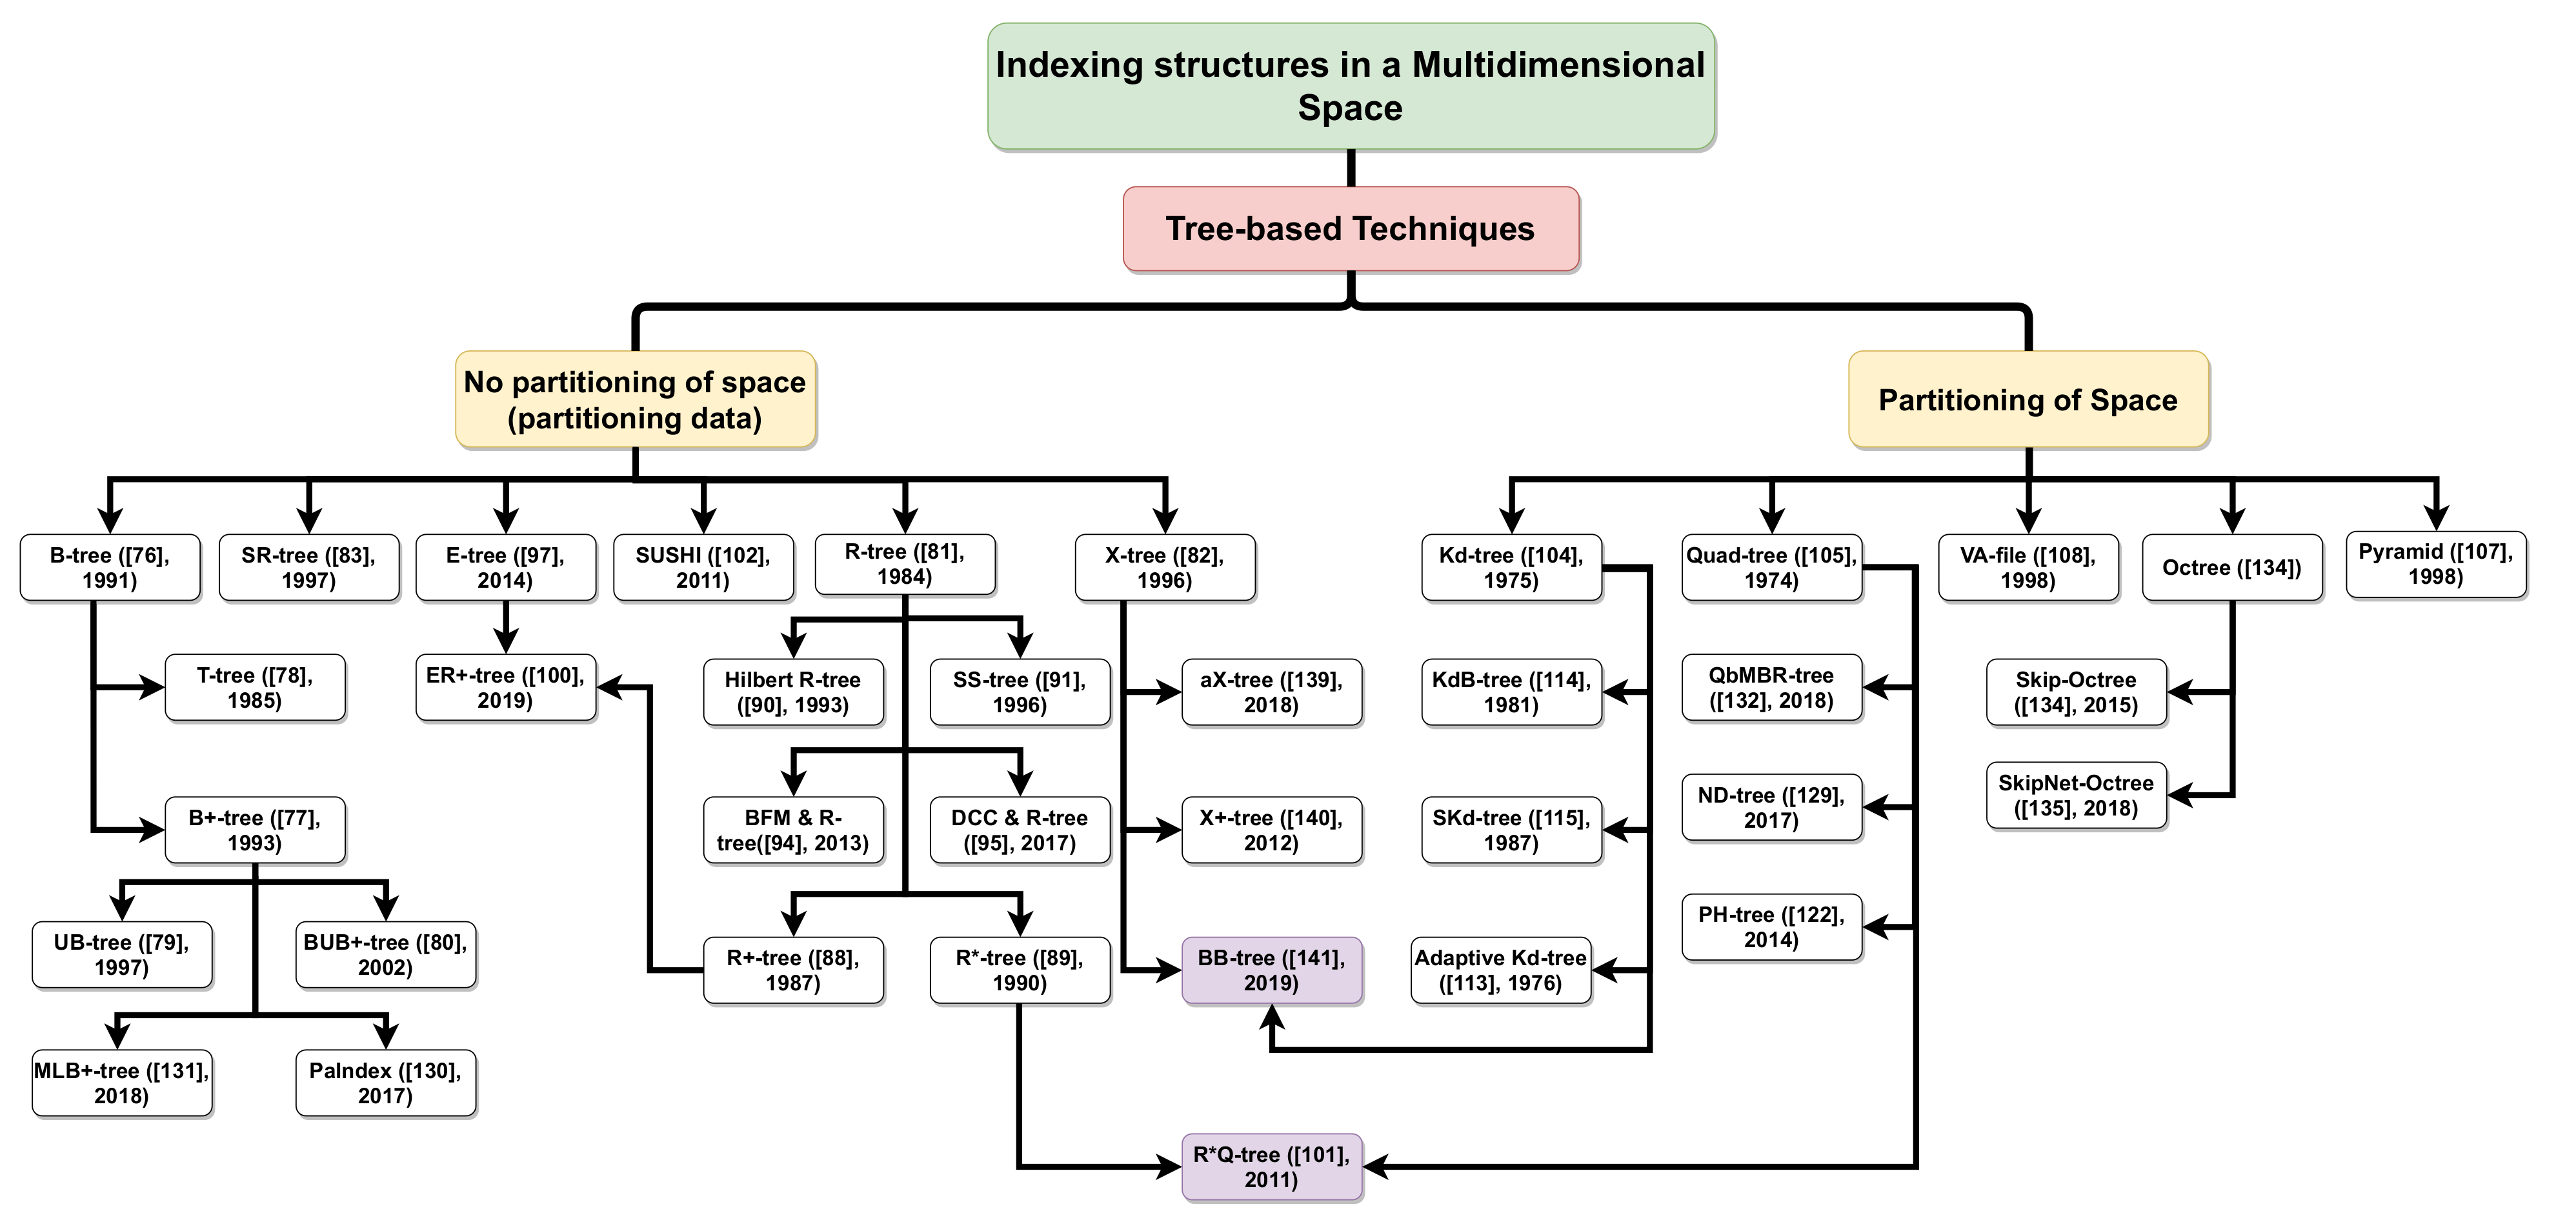 Indexing structures in a Multidimensional
Space
Tree-based Techniques
No partitioning of space
(partitioning data)
Partitioning of Space
B-tree ([76],
1991)
SR-tree ([83],
1997)
E-tree ([97],
2014)
SUSHI ([102],
2011)
R-tree ([81],
1984)
X-tree ([82],
1996)
Kd-tree ([104],
1975)
Quad-tree ([105],
1974)
VA-file ([108],
1998)
Octree ([134])
Pyramid ([107],
1998)
T-tree ([78],
1985)
ER+-tree ([100],
2019)
Hilbert R-tree
([90], 1993)
SS-tree ([91],
1996)
aX-tree ([139],
2018)
KdB-tree ([114],
1981)
QbMBR-tree
([132], 2018)
Skip-Octree
([134], 2015)
B+-tree ([77],
1993)
BFM & R-
tree([94], 2013)
DCC & R-tree
([95], 2017)
X+-tree ([140],
2012)
SKd-tree ([115],
1987)
ND-tree ([129],
2017)
SkipNet-Octree
([135], 2018)
UB-tree ([79],
1997)
BUB+-tree ([80],
2002)
R+-tree ([88],
1987)
R*-tree ([89],
1990)
BB-tree ([141],
2019)
Adaptive Kd-tree
([113], 1976)
PH-tree ([122],
2014)
MLB+-tree ([131],
2018)
PaIndex ([130],
2017)
R*Q-tree ([101],
2011)